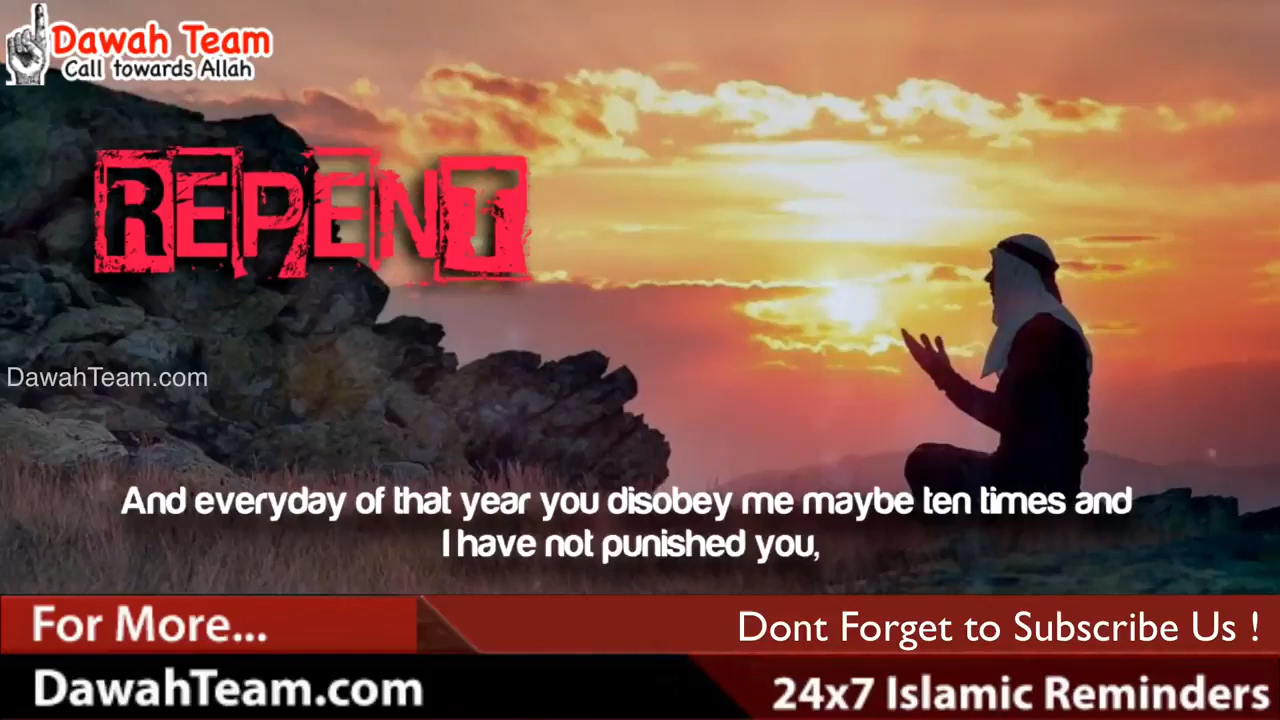 Dawah Team
Call towards Allah
REPENT
DawahTeam.com
And everyday of that year you disobey me maybe ten times and
I have not punished you,
For More...
Dont Forget to Subscribe Us !
DawahTeam.com
24x7 Islamic Reminders